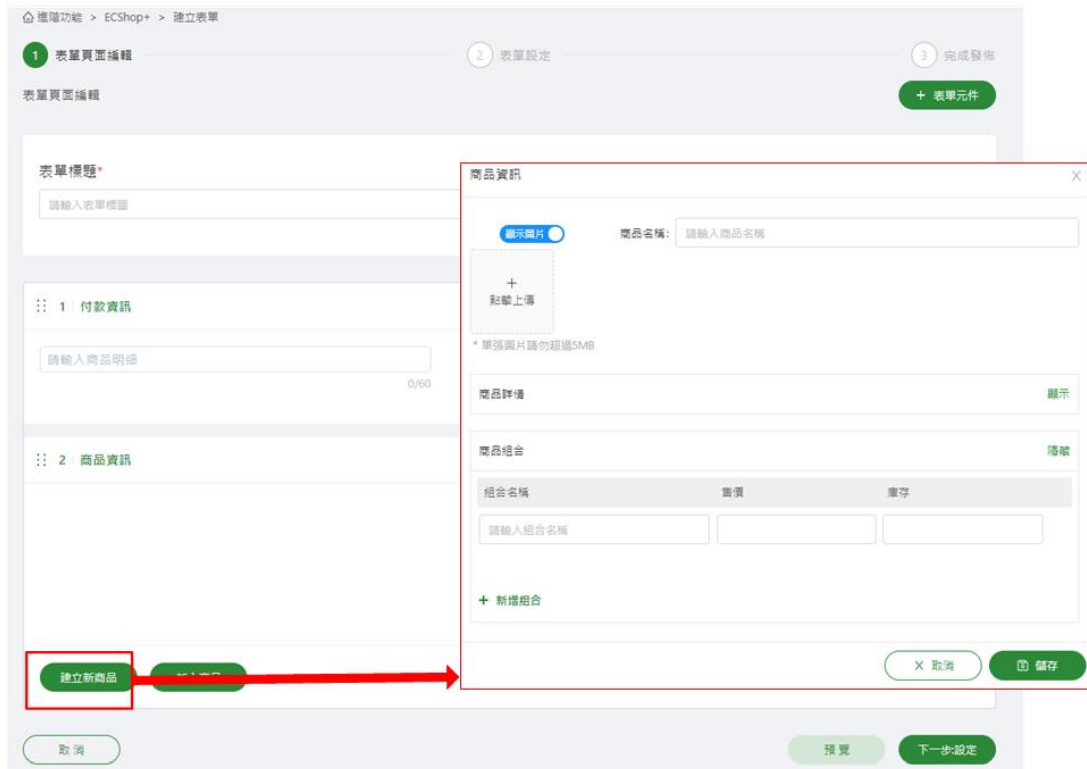 進階功能 > ECShop+ > 建立表單
1 表單頁面編輯
2 表單設定
3 完成發佈
表單頁面編輯
+ 表單元件
表單標題*
請輸入表單標題
1 付款資訊
請輸入商品明細
0/60
2 商品資訊
建立新商品
取消
預覽
下一步:設定
商品資訊
顯示圖片
商品名稱:
請輸入商品名稱
+
點擊上傳
* 單張圖片請勿超過5MB
商品詳情
顯示
商品組合
隱藏
組合名稱 售價 庫存
請輸入組合名稱
+ 新增組合
X 取消
儲存